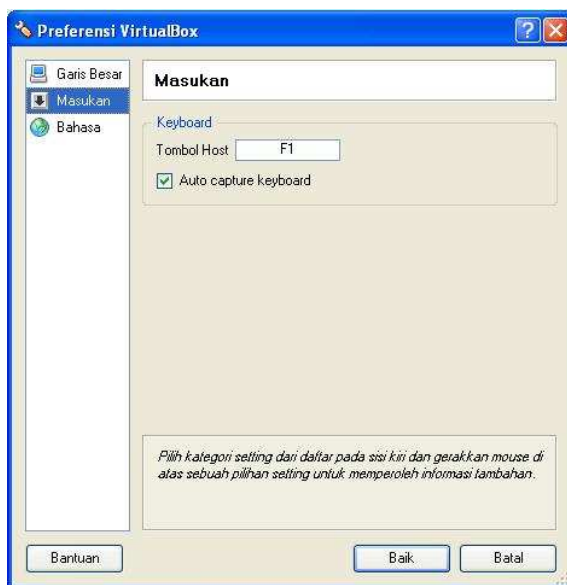 Preferensi VirtualBox
Garis Besar
Masukan
Bahasa
Masukan
Keyboard
Tombol Host F1
Auto capture keyboard
Pilih kategori setting dari daftar pada sisi kiri dan gerakkan mouse di
atas sebuah pilihan setting untuk memperoleh informasi tambahan.
Bantuan Baik Batal